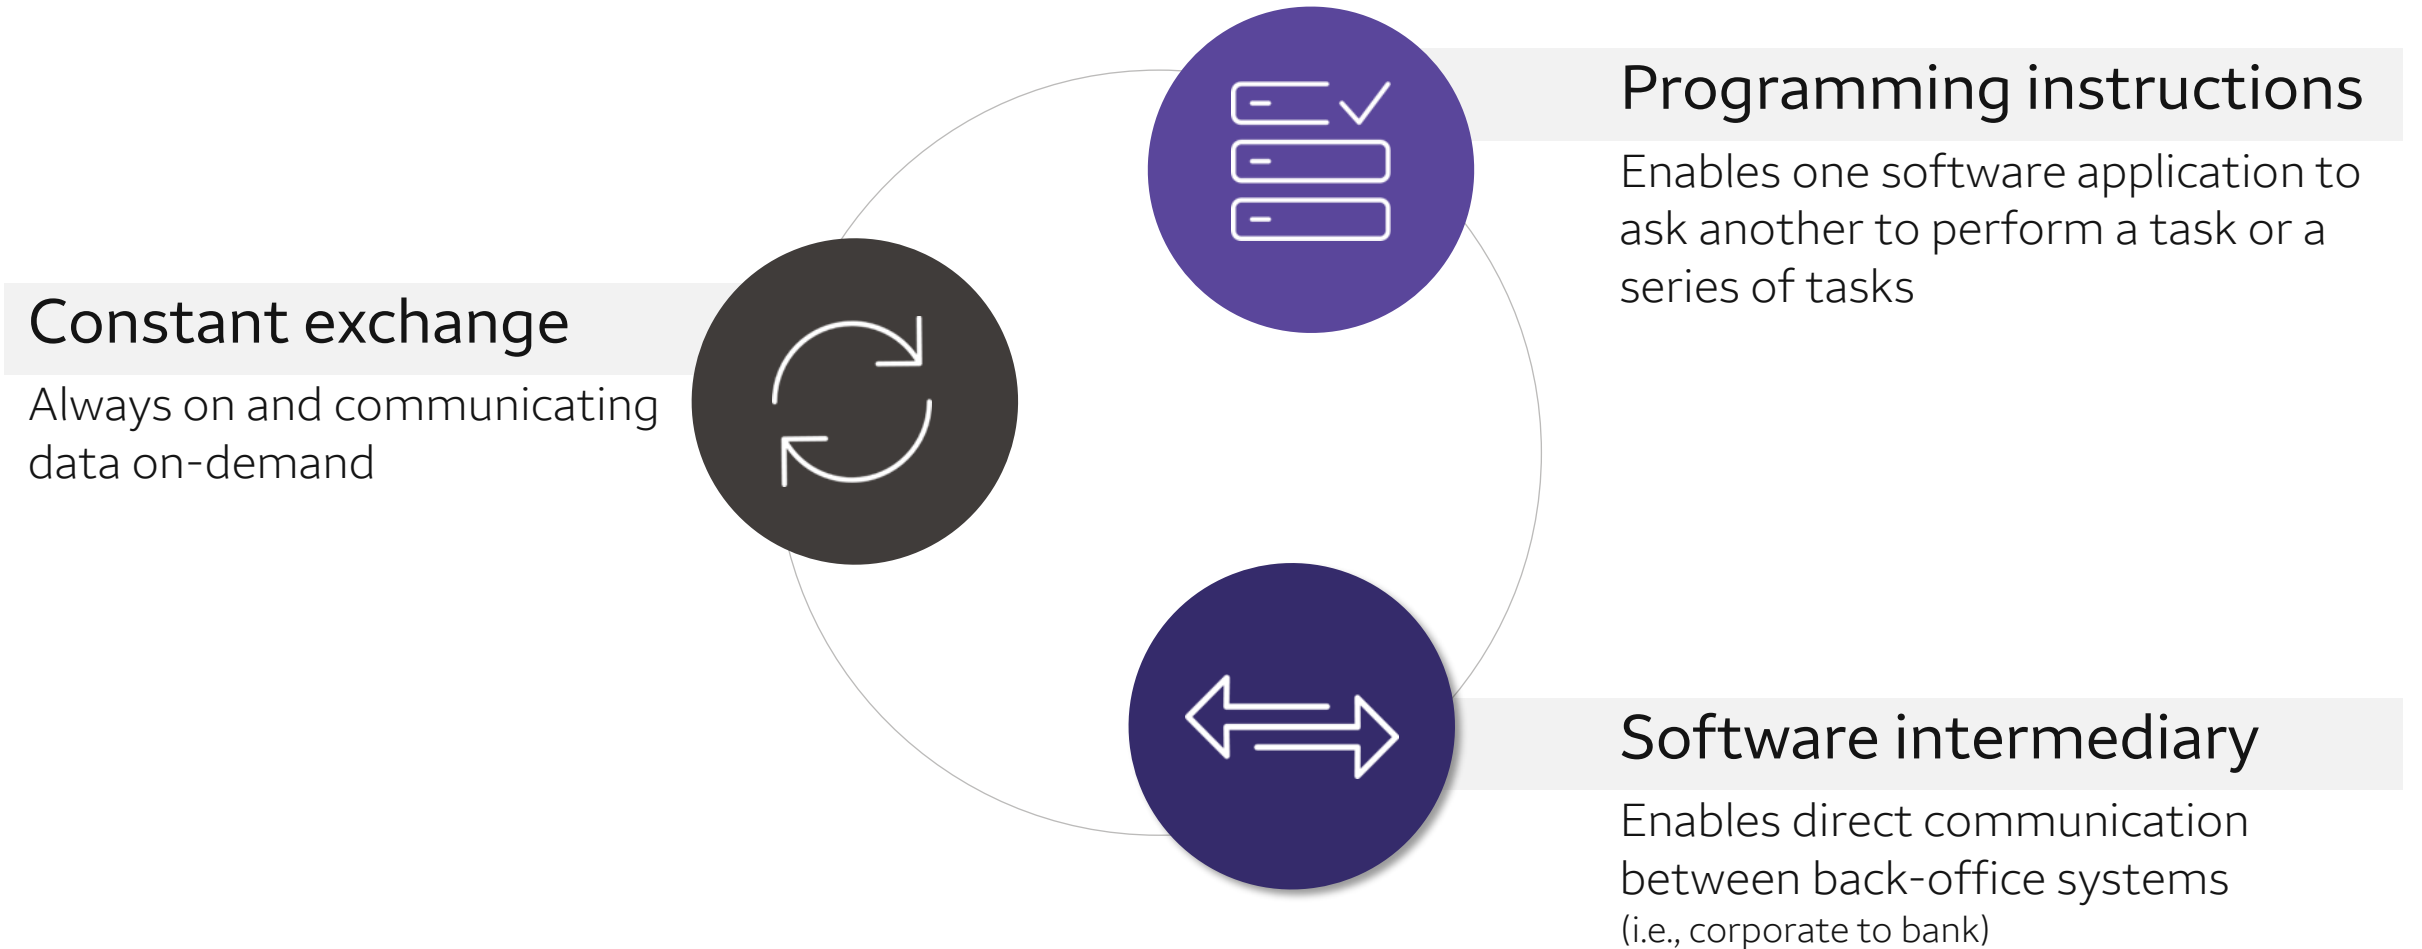 Programming instructions
Enables one software application to
ask another to perform a task or a
series of tasks
Constant exchange
Always on and communicating
data on-demand
Software intermediary
Enables direct communication
between back-office systems
(i.e., corporate to bank)